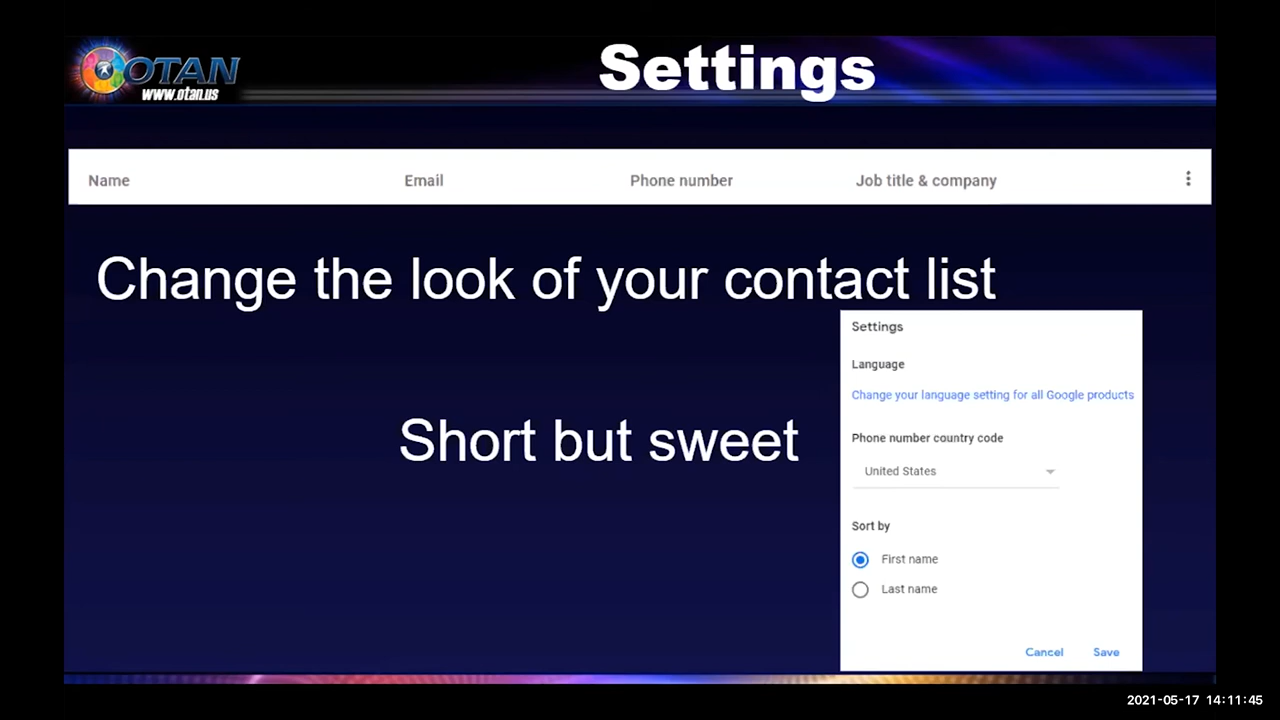 OTAN
www.otan.us
Settings
Name Email Phone number Job title & company
Change the look of your contact list
Short but sweet
Settings
Language
Change your language setting for all Google products
Phone number country code
United States
Sort by
First name
Last name
Cancel Save
2021-05-17 14:11:45